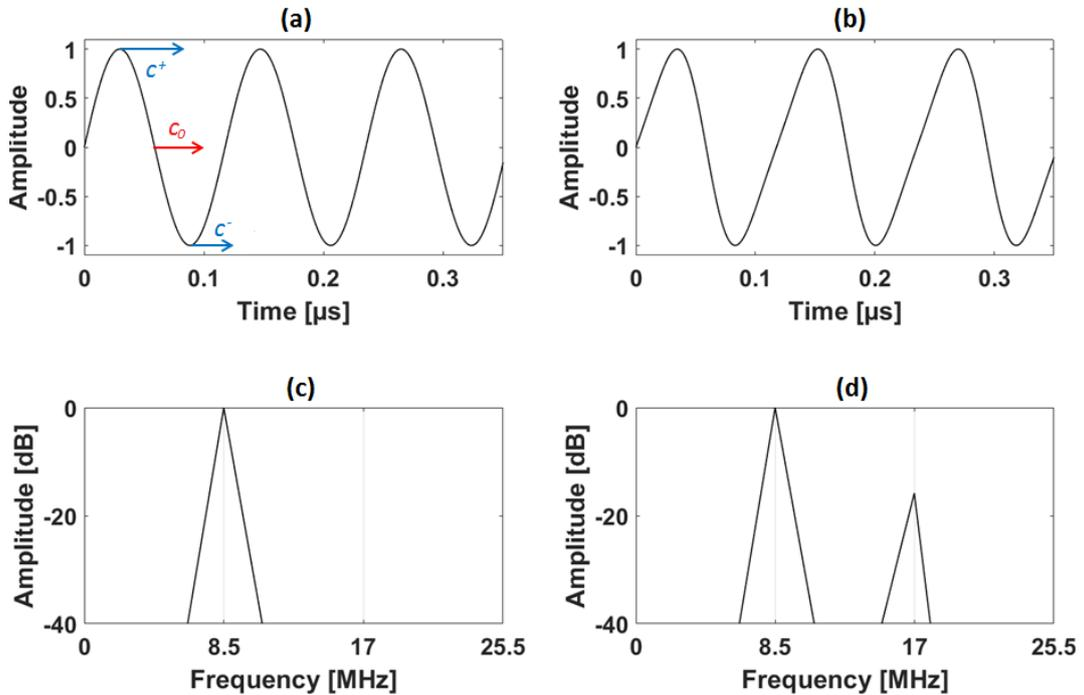 (a)
(b)
1
0.5
0
-0.5
-1
Amplitude
c+
c0
c-
0
0.1
0.2
0.3
Time [µs]
1
0.5
0
-0.5
-1
Amplitude
0
0.1
0.2
0.3
Time [µs]
(c)
(d)
0
-20
-40
Amplitude [dB]
0
8.5
17
25.5
Frequency [MHz]
0
-20
-40
Amplitude [dB]
0
8.5
17
25.5
Frequency [MHz]